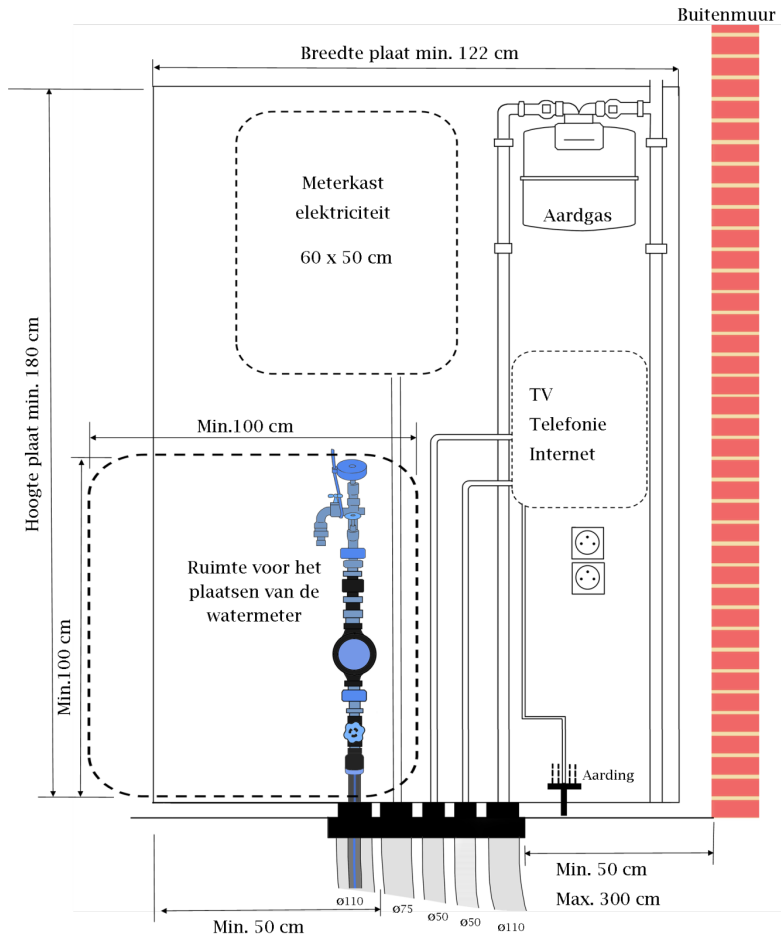 Buitenmuur
Breedte plaat min. 122 cm
Hoogte plaat min. 180 cm
Meterkast
elektriciteit
60 x 50 cm
Aardgas
TV
Telefonie
Internet
Min.100 cm
Ruimte voor het
plaatsen van de
watermeter
Min.100 cm
Aarding
Min. 50 cm
Max. 300 cm
ø110
ø75
ø50
ø50
ø110
Min. 50 cm